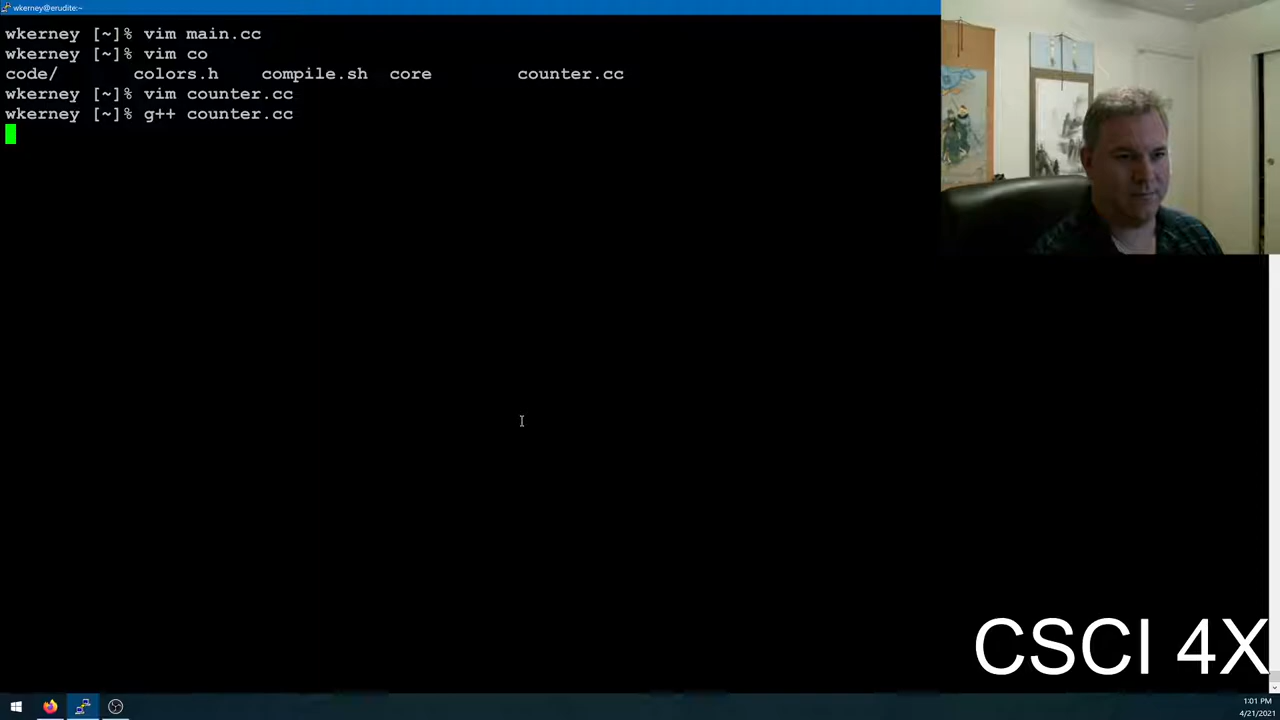 wkerney@erudite:~
wkerney [~]% vim main.cc
wkerney [~]% vim co
code/ colors.h compile.sh core counter.cc
wkerney [~]% vim counter.cc
wkerney [~]% g++ counter.cc
CSCI 4X
1:01 PM
4/21/2021